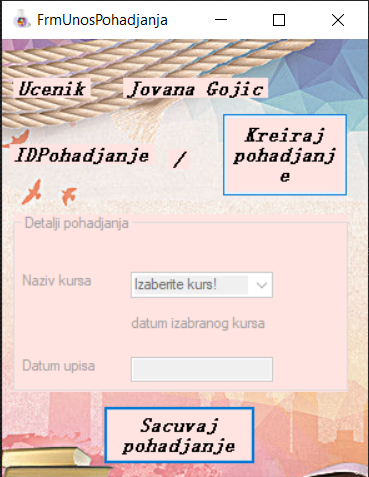 FrmUnosPohadjanja
Ucenik Jovana Gojic
Kreiraj
pohadjanj
e
IDPohadjanje /
Detalji pohadjanja
Naziv kursa Izaberite kurs!
datum izabranog kursa
Datum upisa
Sacuvaj
pohadjanje